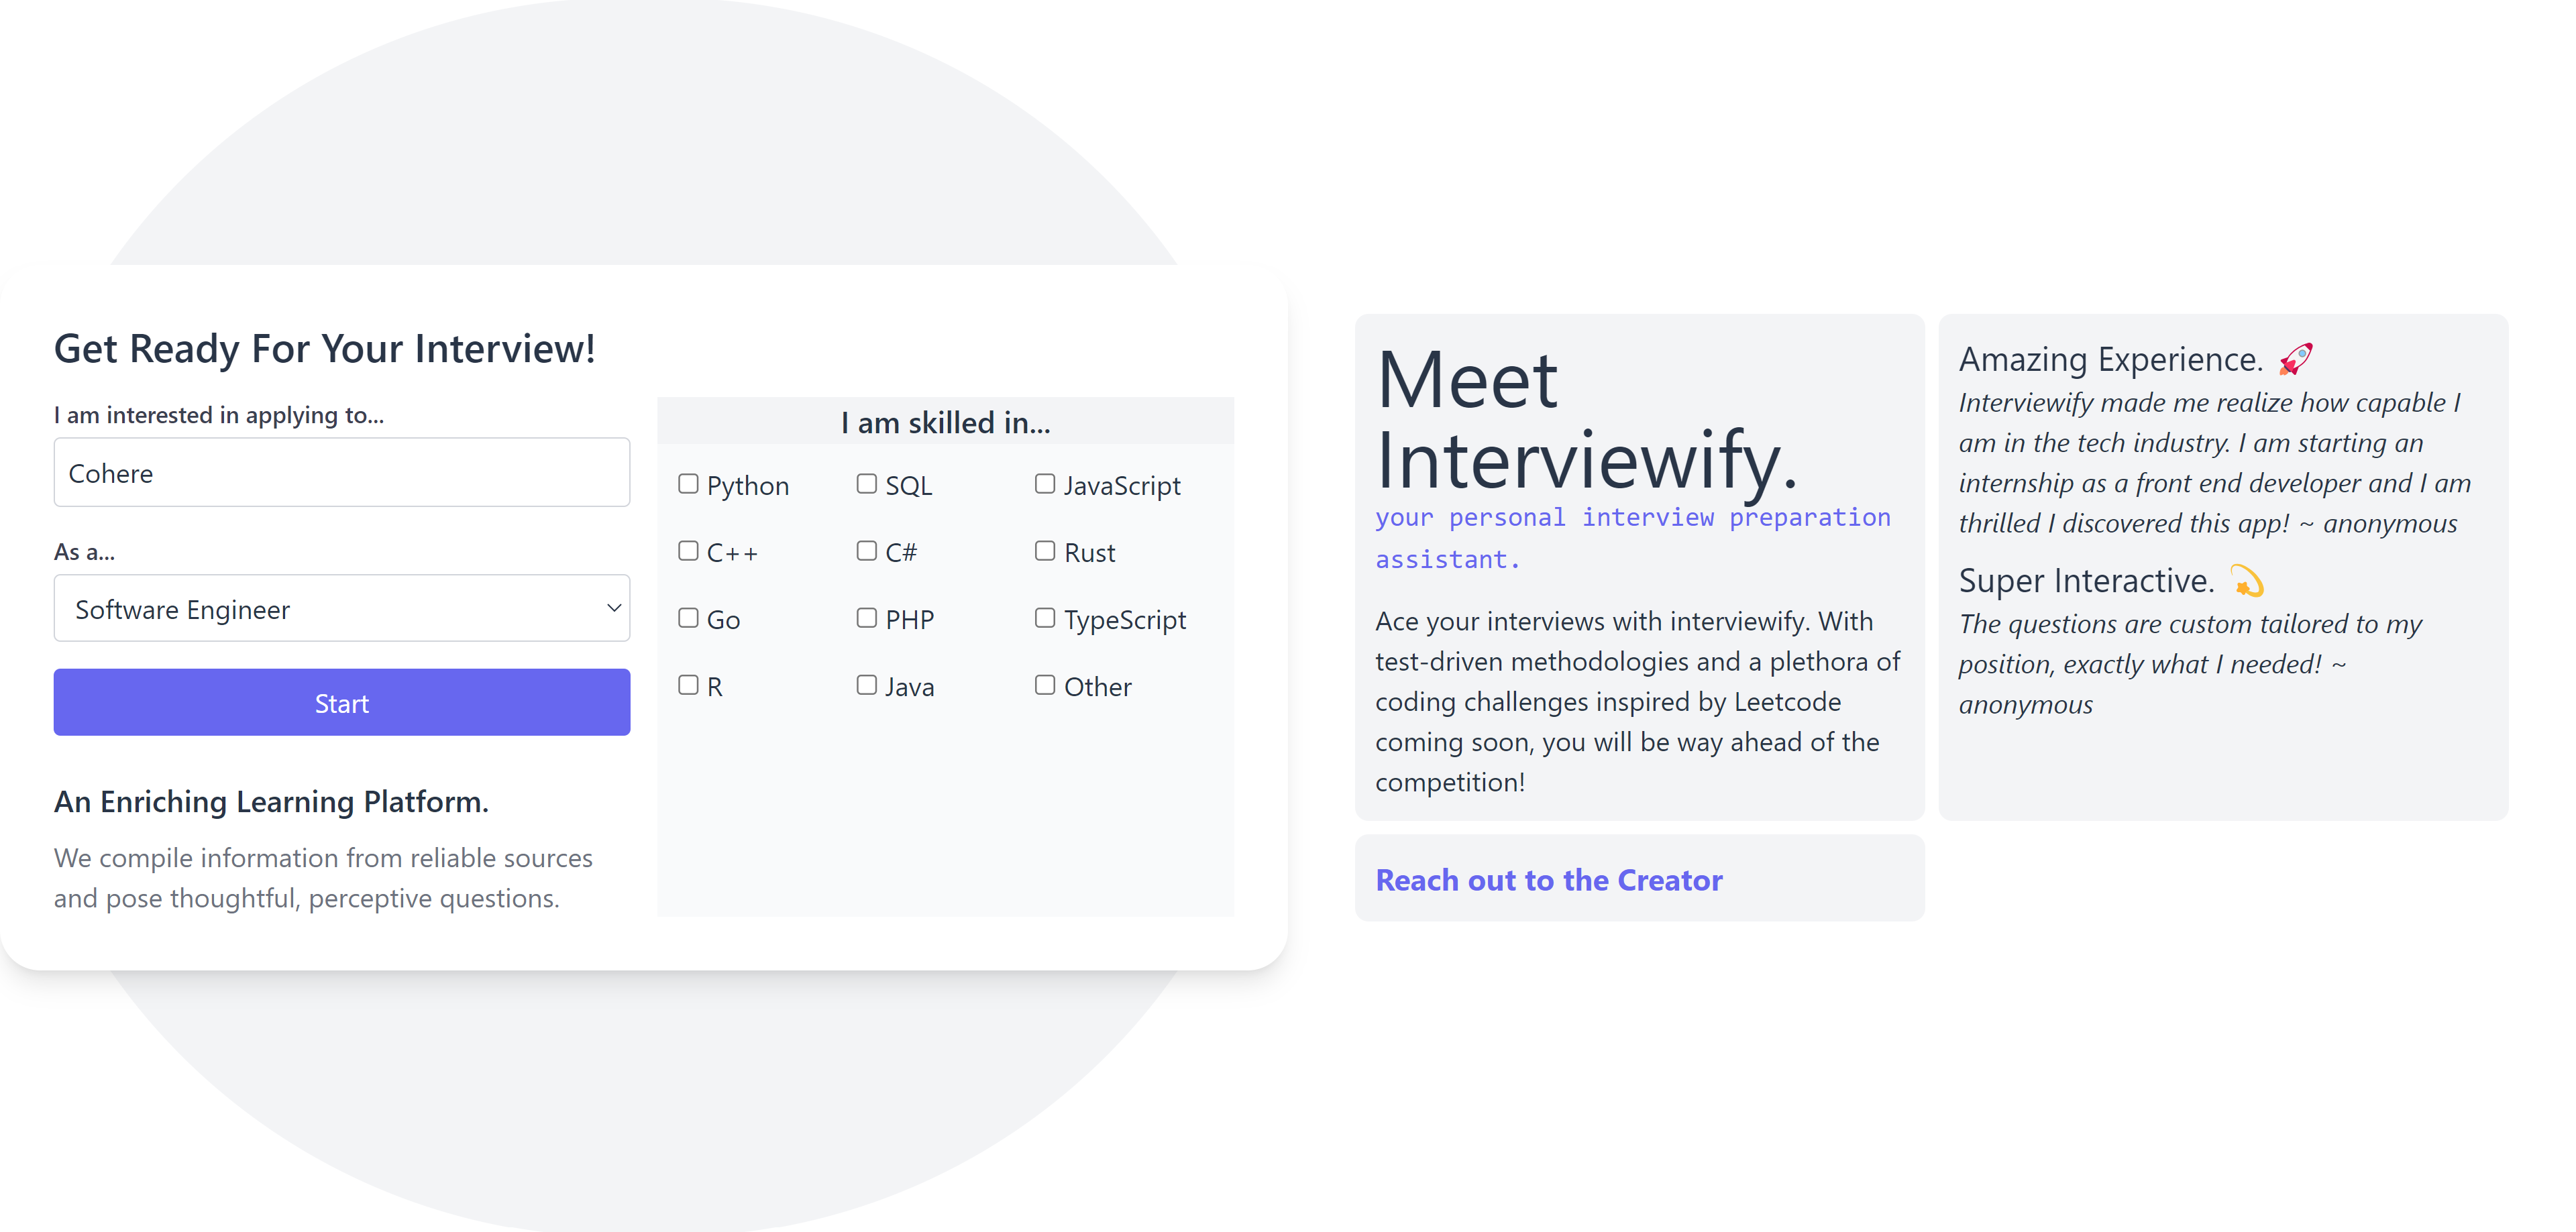 Get Ready For Your Interview!
I am interested in applying to...
Cohere
As a...
Software Engineer
Start
An Enriching Learning Platform.
We compile information from reliable sources
and pose thoughtful, perceptive questions.
I am skilled in...
Python SQL JavaScript
C++ C# Rust
Go PHP TypeScript
R Java Other
Meet
Interviewify.
your personal interview preparation
assistant.
Ace your interviews with interviewify. With
test-driven methodologies and a plethora of
coding challenges inspired by Leetcode
coming soon, you will be way ahead of the
competition!
Amazing Experience. 🚀
Interviewify made me realize how capable I
am in the tech industry. I am starting an
internship as a front end developer and I am
thrilled I discovered this app! ~ anonymous
Super Interactive. 💫
The questions are custom tailored to my
position, exactly what I needed! ~
anonymous
Reach out to the Creator